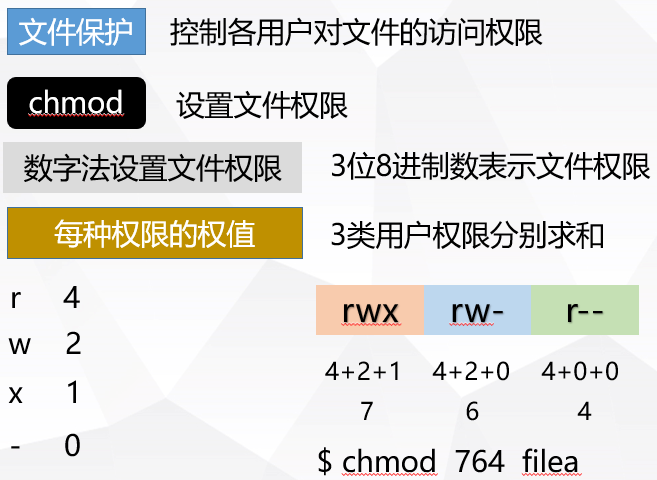 文件保护 控制各用户对文件的访问权限
chmod 设置文件权限
数字法设置文件权限 3位8进制数表示文件权限
每种权限的权值 3类用户权限分别求和
r 4
w 2
x 1
- 0
rwx rw- r--
4+2+1 4+2+0 4+0+0
7 6 4
$ chmod 764 filea